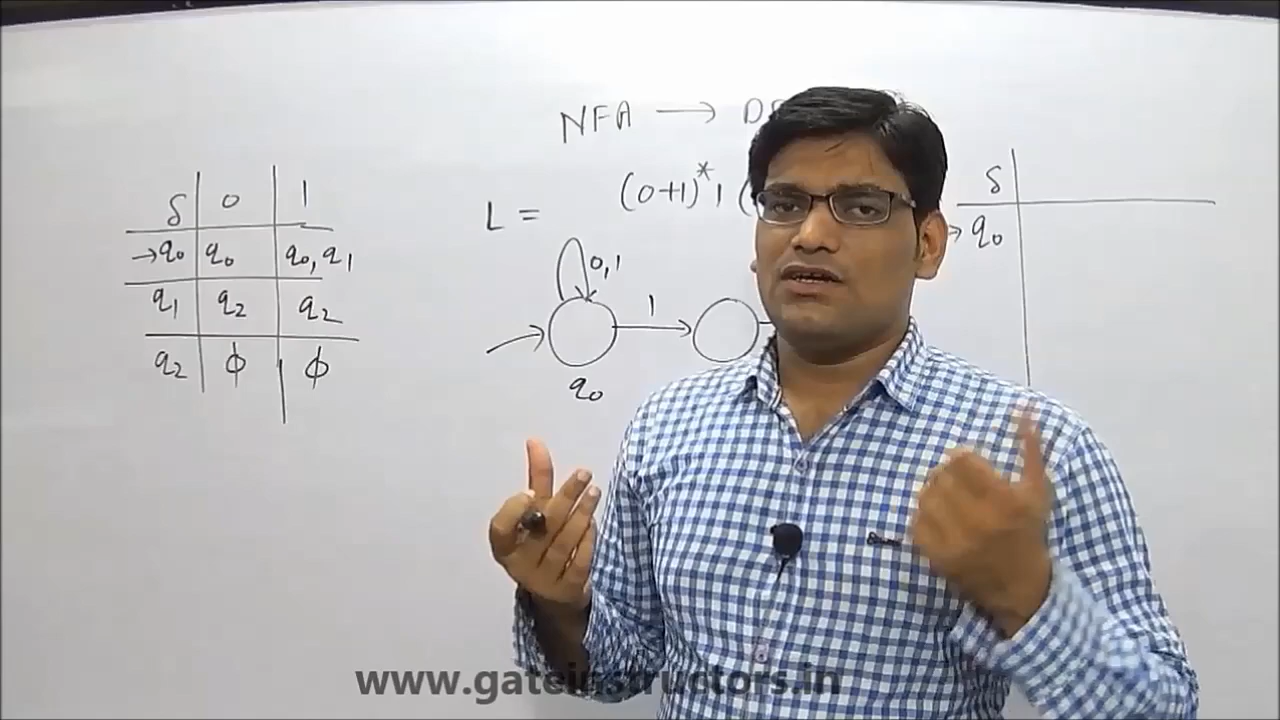 NFA → D
L = (0+1)*1(
δ 0 1
→q0 q0 q0, q1
q1 q2 q2
q2 ϕ ϕ
0,1
1
q0
δ
→q0
www.gateinstructors.in